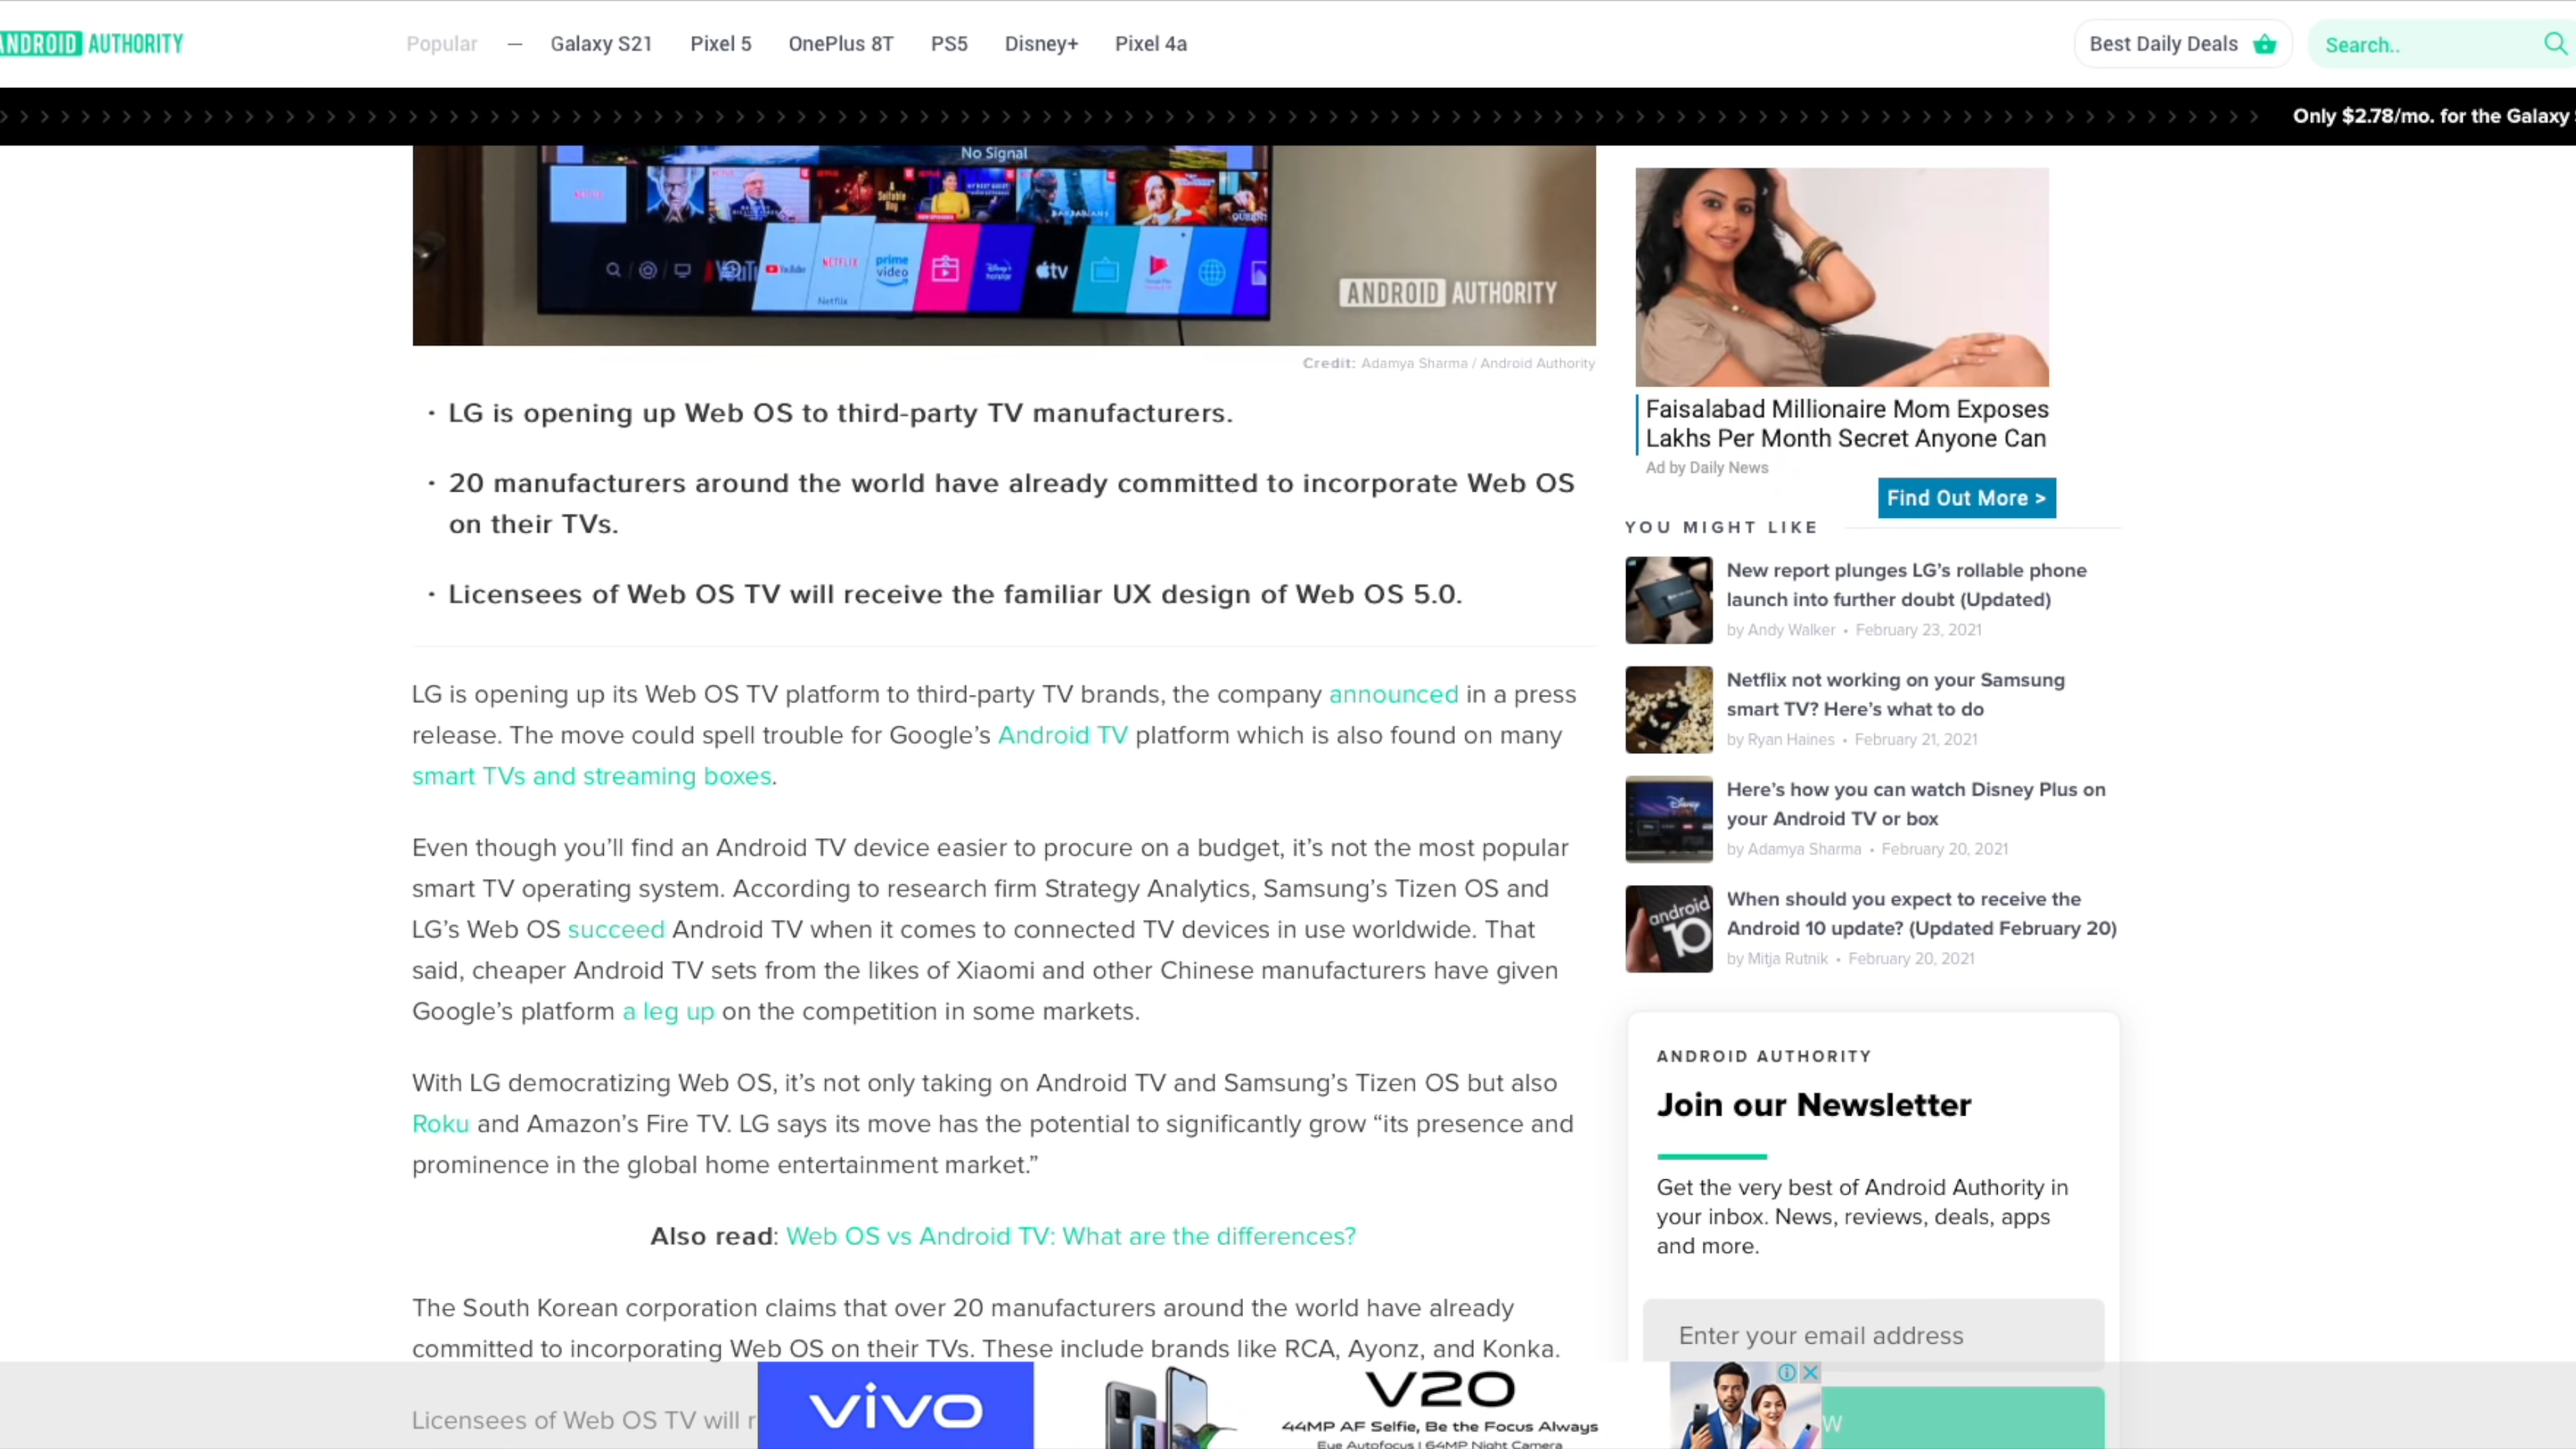 ANDROID AUTHORITY
Popular — Galaxy S21 Pixel 5 OnePlus 8T PS5 Disney+ Pixel 4a
Best Daily Deals
Search..
Only $2.78/mo. for the Galaxy
No Signal
YouTube
NETFLIX
prime video
Disney+ hotstar
tv
Netflix
ANDROID AUTHORITY
Credit: Adamya Sharma / Android Authority
· LG is opening up Web OS to third-party TV manufacturers.
· 20 manufacturers around the world have already committed to incorporate Web OS
on their TVs.
· Licensees of Web OS TV will receive the familiar UX design of Web OS 5.0.
LG is opening up its Web OS TV platform to third-party TV brands, the company announced in a press
release. The move could spell trouble for Google’s Android TV platform which is also found on many
smart TVs and streaming boxes.
Even though you’ll find an Android TV device easier to procure on a budget, it’s not the most popular
smart TV operating system. According to research firm Strategy Analytics, Samsung’s Tizen OS and
LG’s Web OS succeed Android TV when it comes to connected TV devices in use worldwide. That
said, cheaper Android TV sets from the likes of Xiaomi and other Chinese manufacturers have given
Google’s platform a leg up on the competition in some markets.
With LG democratizing Web OS, it’s not only taking on Android TV and Samsung’s Tizen OS but also
Roku and Amazon’s Fire TV. LG says its move has the potential to significantly grow “its presence and
prominence in the global home entertainment market.”
Also read: Web OS vs Android TV: What are the differences?
The South Korean corporation claims that over 20 manufacturers around the world have already
committed to incorporating Web OS on their TVs. These include brands like RCA, Ayonz, and Konka.
Licensees of Web OS TV will r
Faisalabad Millionaire Mom Exposes
Lakhs Per Month Secret Anyone Can
Ad by Daily News
Find Out More >
YOU MIGHT LIKE
New report plunges LG’s rollable phone
launch into further doubt (Updated)
by Andy Walker • February 23, 2021
Netflix not working on your Samsung
smart TV? Here’s what to do
by Ryan Haines • February 21, 2021
Disney
Here’s how you can watch Disney Plus on
your Android TV or box
by Adamya Sharma • February 20, 2021
android
10
When should you expect to receive the
Android 10 update? (Updated February 20)
by Mitja Rutnik • February 20, 2021
ANDROID AUTHORITY
Join our Newsletter
Get the very best of Android Authority in
your inbox. News, reviews, deals, apps
and more.
Enter your email address
W
vivo
V20
44MP AF Selfie, Be the Focus Always
Eye Autofocus | 64MP Night Camera